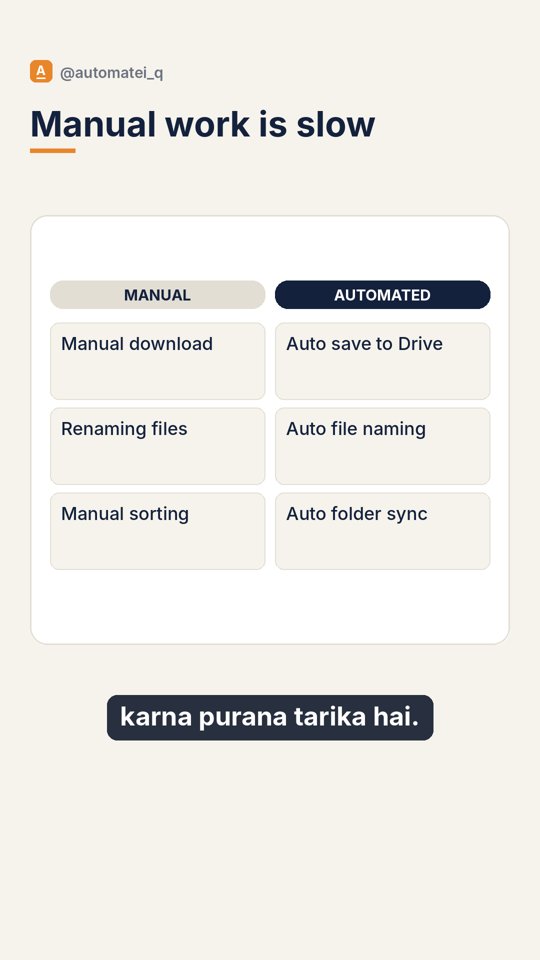 A @automatei_q
Manual work is slow
MANUAL AUTOMATED
Manual download Auto save to Drive
Renaming files Auto file naming
Manual sorting Auto folder sync
karna purana tarika hai.